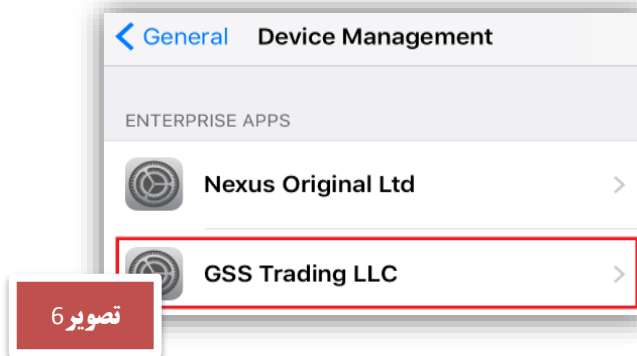 General Device Management
ENTERPRISE APPS
Nexus Original Ltd
GSS Trading LLC
تصویر6